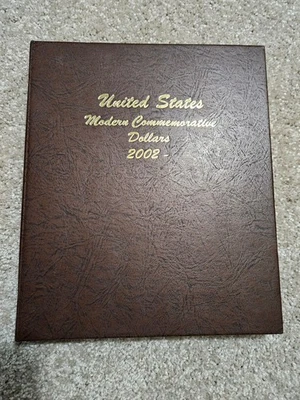 United States
Modern Commemorative
Dollars
2002 -